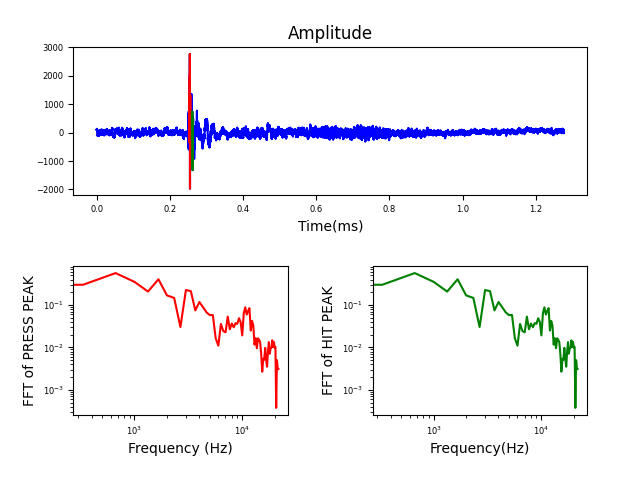 Amplitude
3000
2000
1000
0
−1000
−2000
0.0 0.2 0.4 0.6 0.8 1.0 1.2
Time(ms)
FFT of PRESS PEAK
10⁻¹
10⁻²
10⁻³
10³ 10⁴
Frequency (Hz)
FFT of HIT PEAK
10⁻¹
10⁻²
10⁻³
10³ 10⁴
Frequency(Hz)